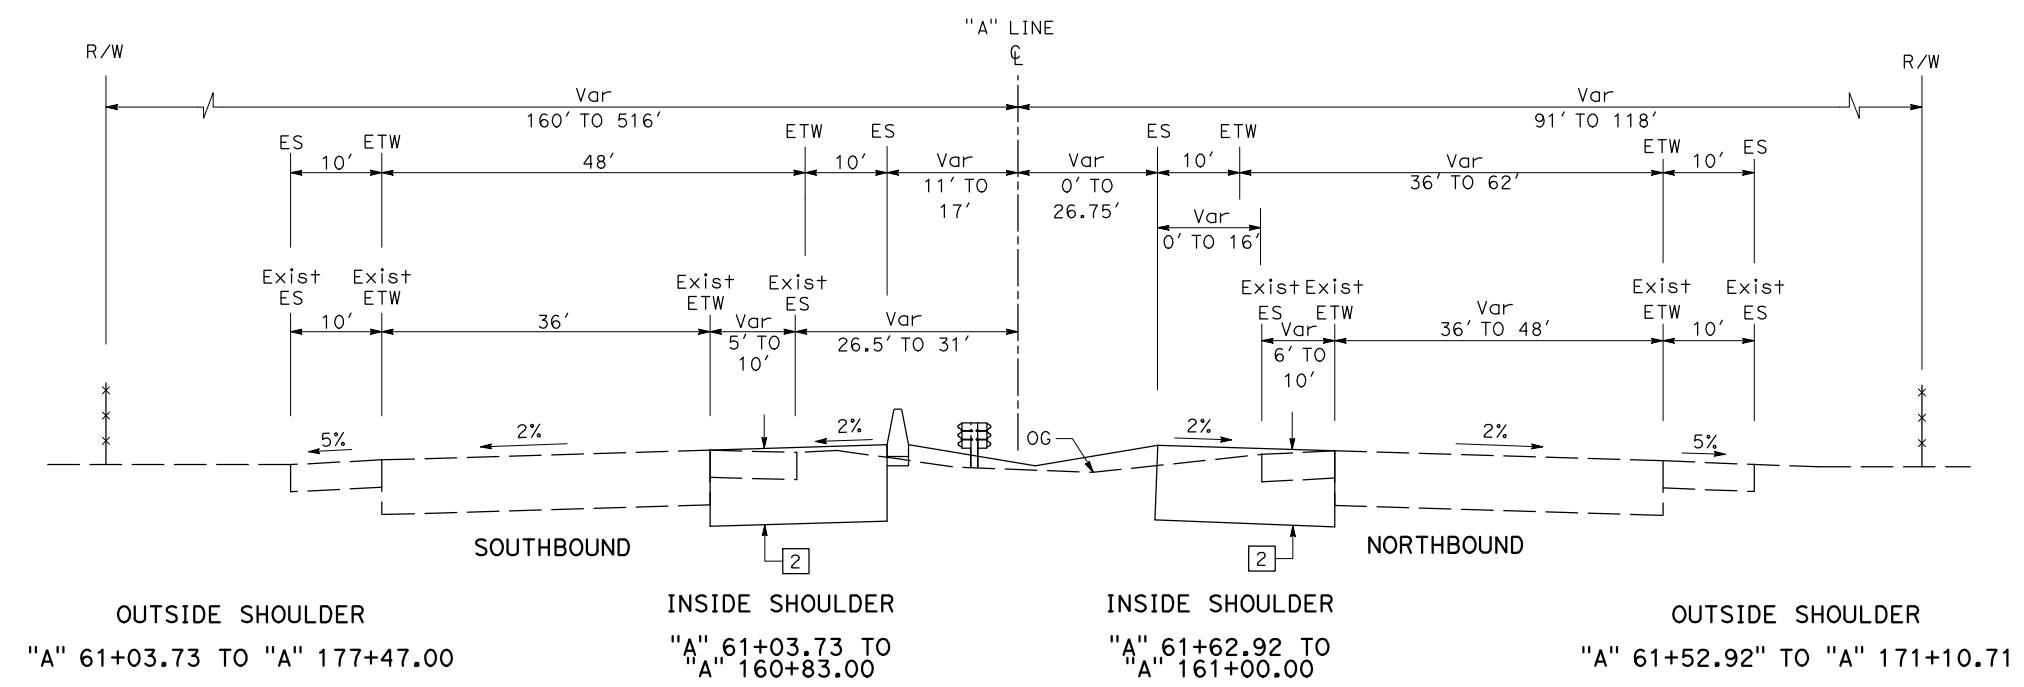 "A" LINE
R/W
℄
R/W
Var
160' TO 516'
Var
91' TO 118'
ES
ETW
ETW
ES
ES
ETW
ETW
ES
10'
48'
10'
Var
11' TO
17'
Var
0' TO
26.75'
10'
Var
36' TO 62'
10'
Var
0' TO 16'
Exist
ES
Exist
ETW
Exist
ETW
Exist
ES
Exist
ES
Exist
ETW
Exist
ETW
Exist
ES
10'
36'
Var
5' TO
10'
Var
26.5' TO 31'
Var
6' TO
10'
Var
36' TO 48'
10'
5%
2%
2%
OG
2%
2%
5%
SOUTHBOUND
2
2
NORTHBOUND
OUTSIDE SHOULDER
"A" 61+03.73 TO "A" 177+47.00
INSIDE SHOULDER
"A" 61+03.73 TO
"A" 160+83.00
INSIDE SHOULDER
"A" 61+62.92 TO
"A" 161+00.00
OUTSIDE SHOULDER
"A" 61+52.92" TO "A" 171+10.71